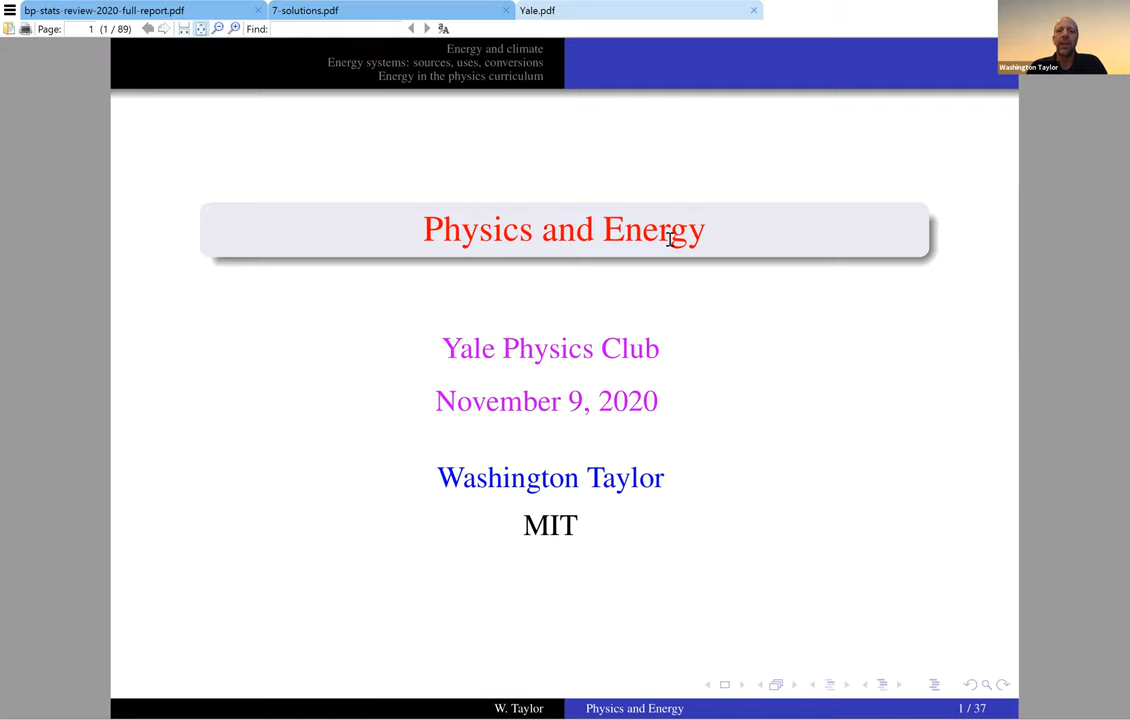 bp-stats-review-2020-full-report.pdf
7-solutions.pdf
Yale.pdf
Page: 1 (1 / 89)
Find:
Energy and climate
Energy systems: sources, uses, conversions
Energy in the physics curriculum
Washington Taylor
Physics and Energy
Yale Physics Club
November 9, 2020
Washington Taylor
MIT
W. Taylor
Physics and Energy
1 / 37